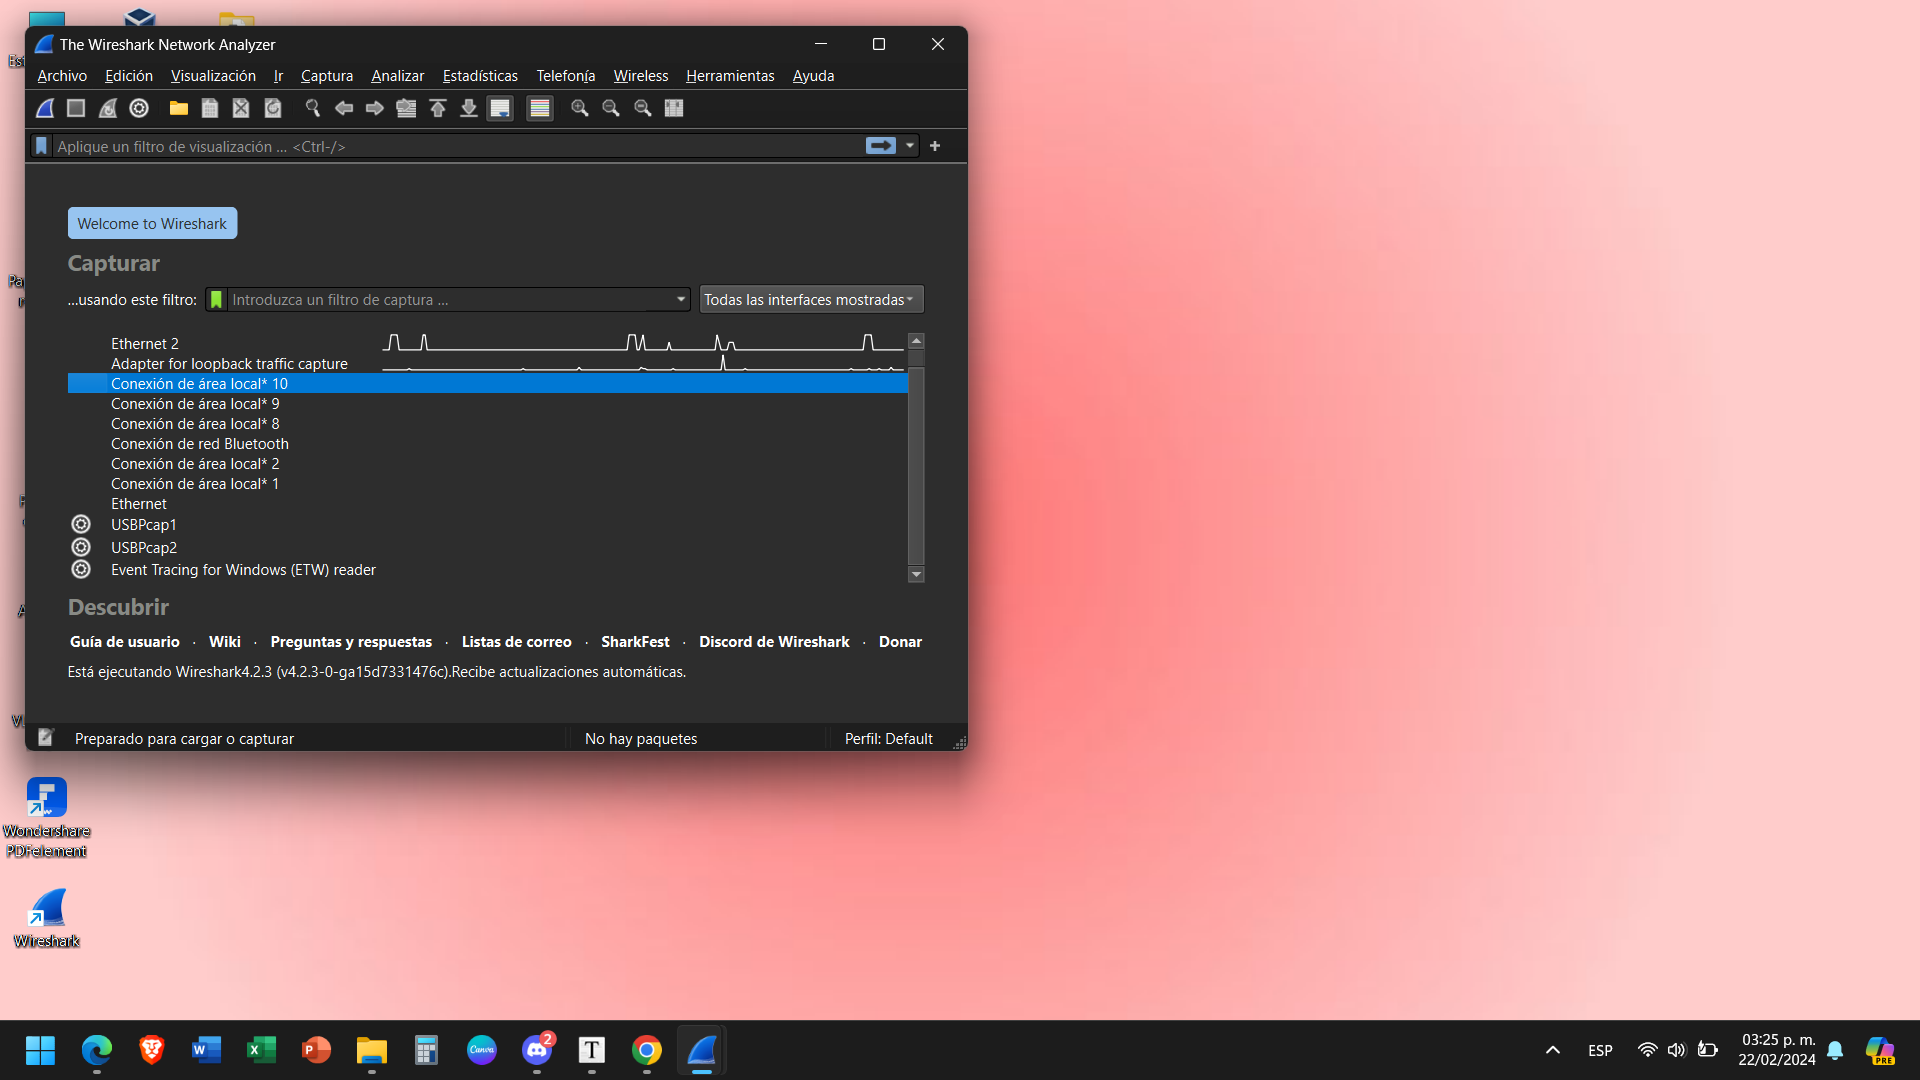 The Wireshark Network Analyzer
Archivo Edición Visualización Ir Captura Analizar Estadísticas Telefonía Wireless Herramientas Ayuda
Aplique un filtro de visualización ... <Ctrl-/>
Welcome to Wireshark
Capturar
...usando este filtro: Introduzca un filtro de captura ... Todas las interfaces mostradas
Ethernet 2
Adapter for loopback traffic capture
Conexión de área local* 10
Conexión de área local* 9
Conexión de área local* 8
Conexión de red Bluetooth
Conexión de área local* 2
Conexión de área local* 1
Ethernet
USBPcap1
USBPcap2
Event Tracing for Windows (ETW) reader
Descubrir
Guía de usuario · Wiki · Preguntas y respuestas · Listas de correo · SharkFest · Discord de Wireshark · Donar
Está ejecutando Wireshark4.2.3 (v4.2.3-0-ga15d7331476c).Recibe actualizaciones automáticas.
Preparado para cargar o capturar No hay paquetes Perfil: Default
Wondershare
PDFelement
Wireshark
Canva
2
ESP
03:25 p. m.
22/02/2024
PRE